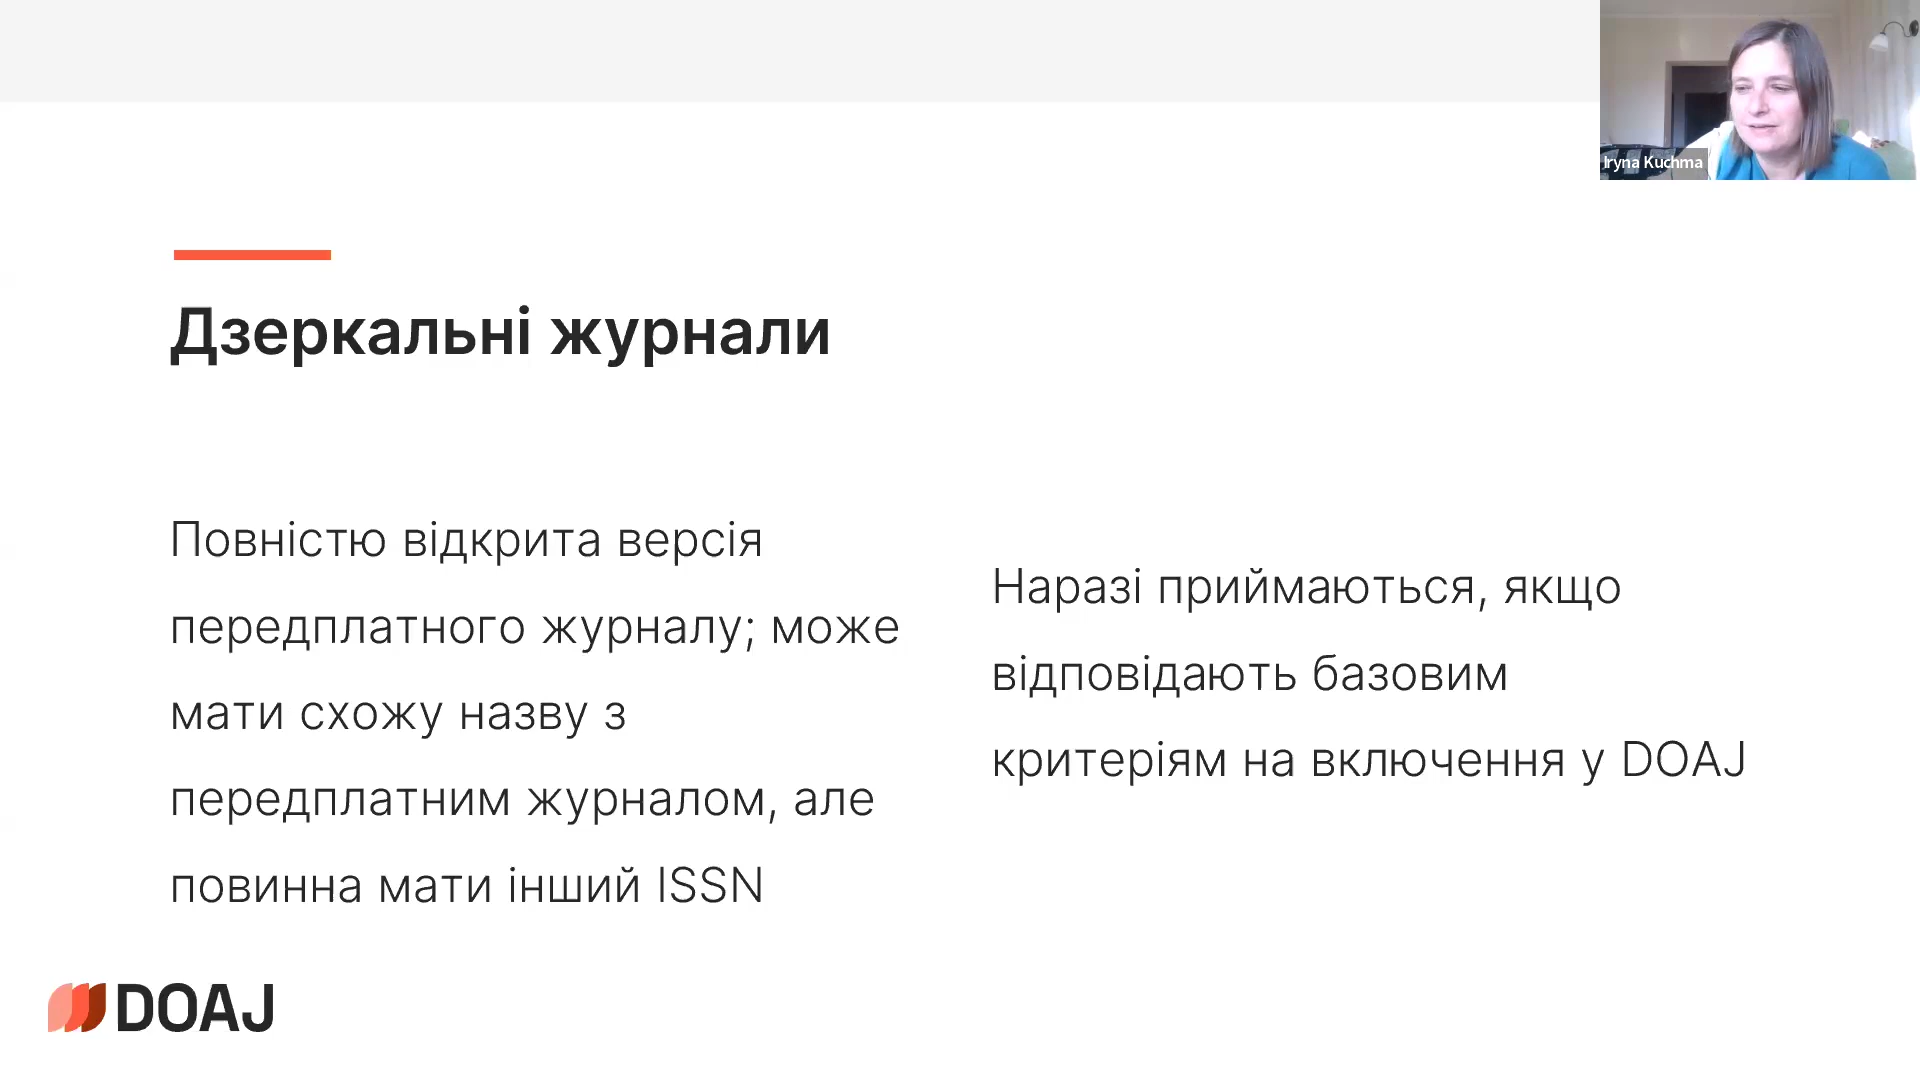 Iryna Kuchma
Дзеркальні журнали
Повністю відкрита версія
передплатного журналу; може
мати схожу назву з
передплатним журналом, але
повинна мати інший ISSN
Наразі приймаються, якщо
відповідають базовим
критеріям на включення у DOAJ
DOAJ